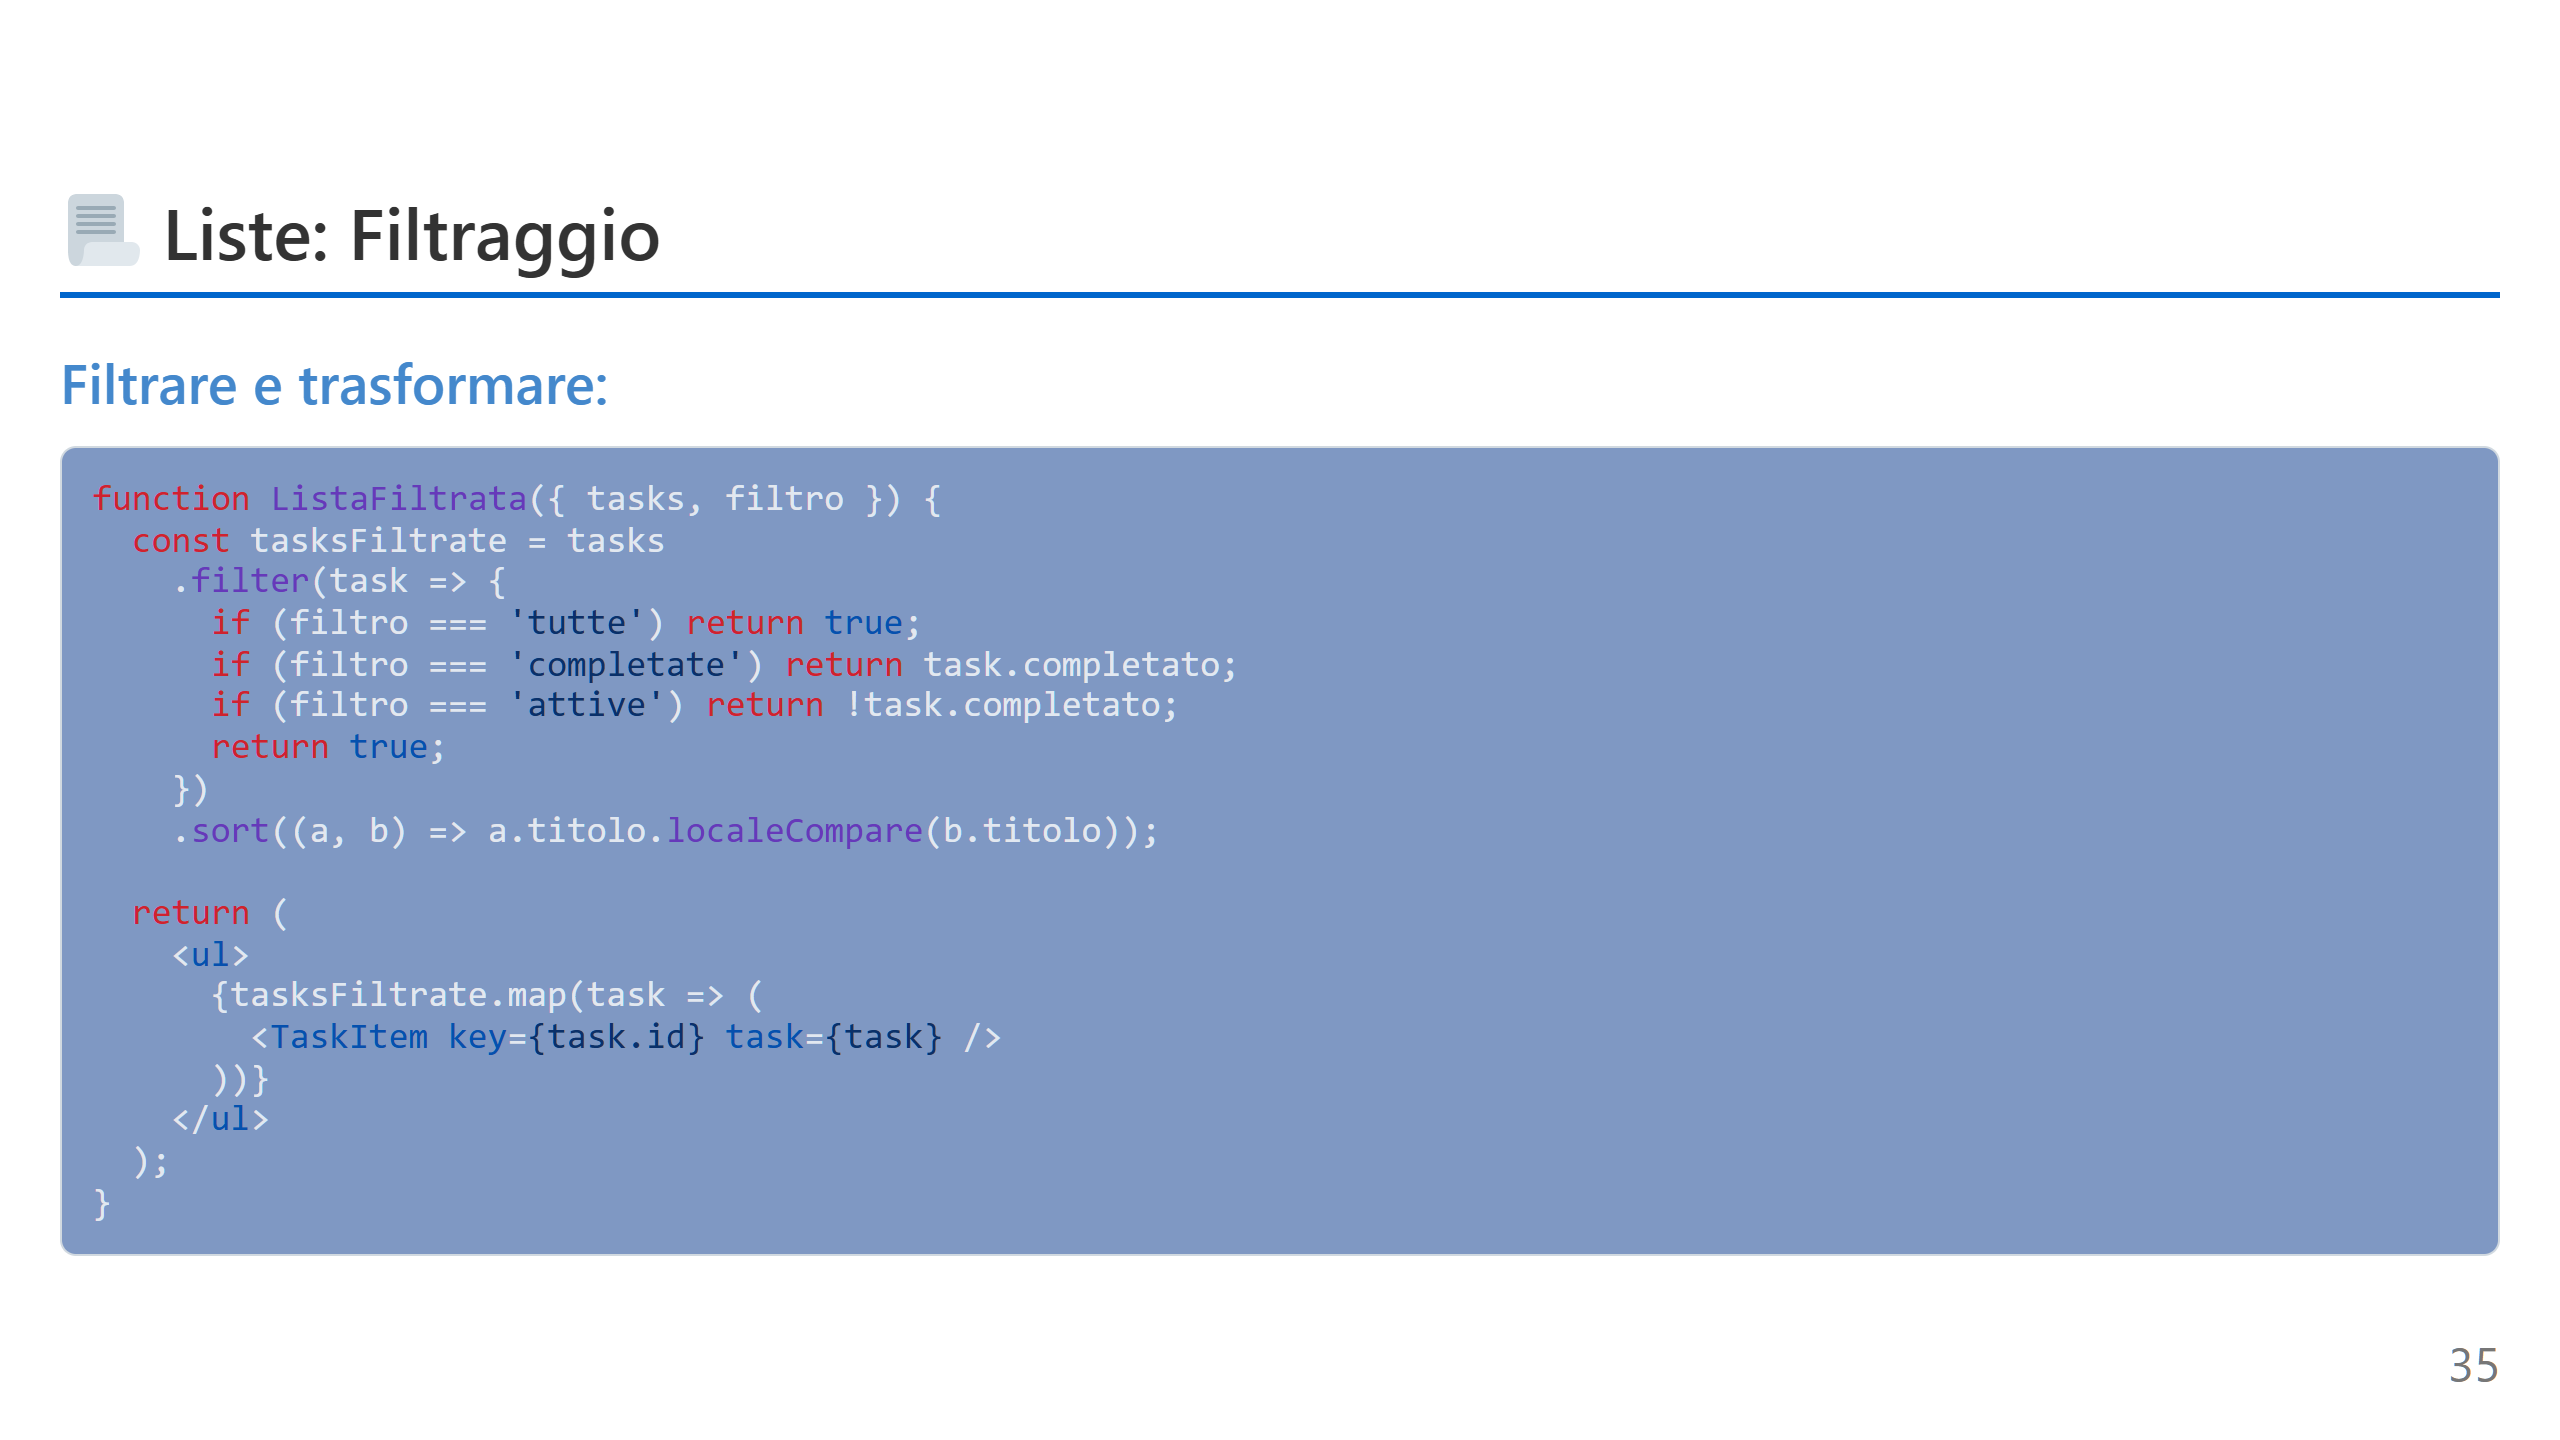 Liste: Filtraggio
Filtrare e trasformare:
function ListaFiltrata({ tasks, filtro }) {
  const tasksFiltrate = tasks
    .filter(task => {
      if (filtro === 'tutte') return true;
      if (filtro === 'completate') return task.completato;
      if (filtro === 'attive') return !task.completato;
      return true;
    })
    .sort((a, b) => a.titolo.localeCompare(b.titolo));

  return (
    <ul>
      {tasksFiltrate.map(task => (
        <TaskItem key={task.id} task={task} />
      ))}
    </ul>
  );
}
35